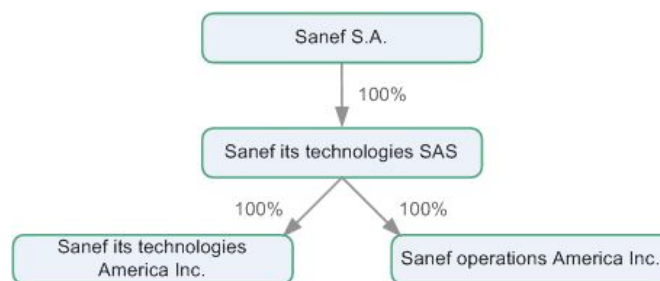 Sanef S.A.
100%
Sanef its technologies SAS
100%
100%
Sanef its technologies
America Inc.
Sanef operations America Inc.